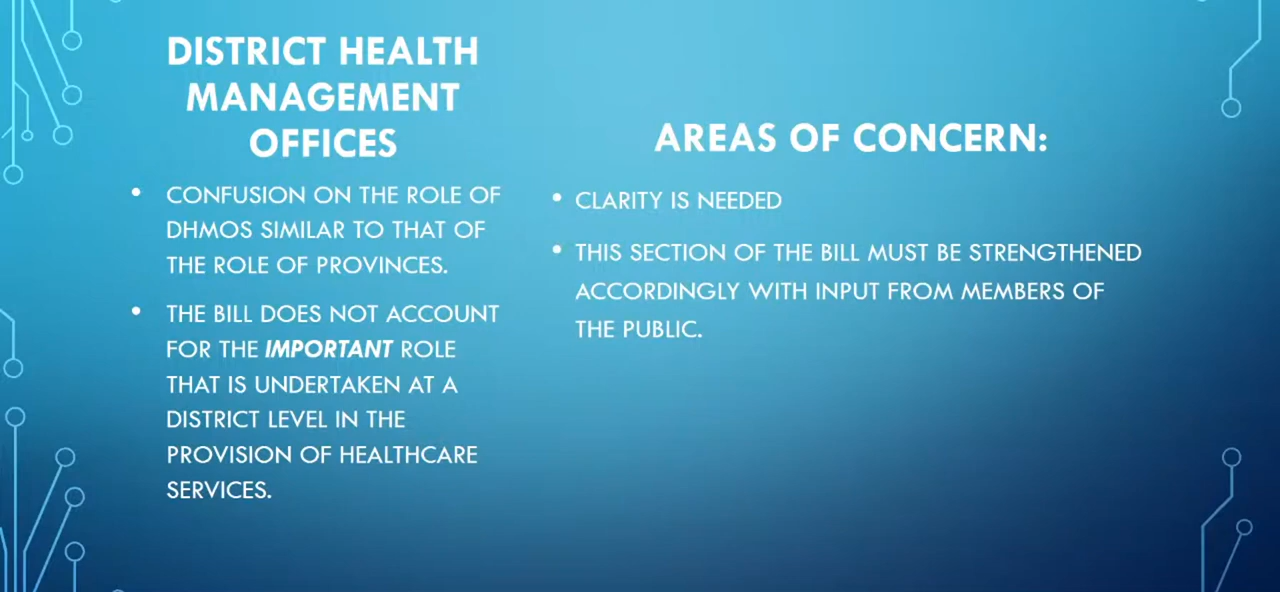 DISTRICT HEALTH
MANAGEMENT
OFFICES
• CONFUSION ON THE ROLE OF
DHMOS SIMILAR TO THAT OF
THE ROLE OF PROVINCES.
• THE BILL DOES NOT ACCOUNT
FOR THE IMPORTANT ROLE
THAT IS UNDERTAKEN AT A
DISTRICT LEVEL IN THE
PROVISION OF HEALTHCARE
SERVICES.
AREAS OF CONCERN:
• CLARITY IS NEEDED
• THIS SECTION OF THE BILL MUST BE STRENGTHENED
ACCORDINGLY WITH INPUT FROM MEMBERS OF
THE PUBLIC.